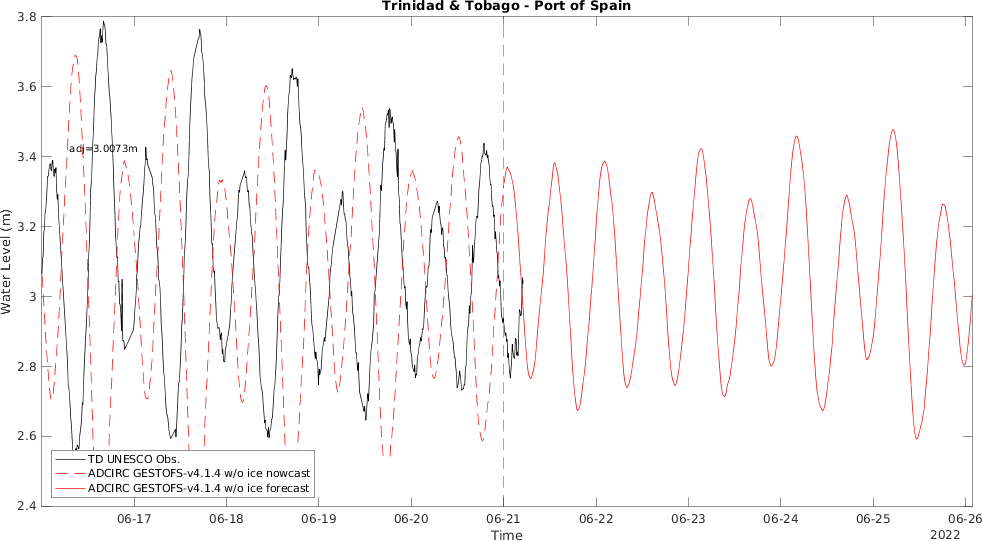 Trinidad & Tobago - Port of Spain
3.8
3.6
3.4
3.2
3
2.8
2.6
2.4
Water Level (m)
adj=3.0073m
TD UNESCO Obs.
ADCIRC GESTOFS-v4.1.4 w/o ice nowcast
ADCIRC GESTOFS-v4.1.4 w/o ice forecast
06-17 06-18 06-19 06-20 06-21 06-22 06-23 06-24 06-25 06-26
Time
2022